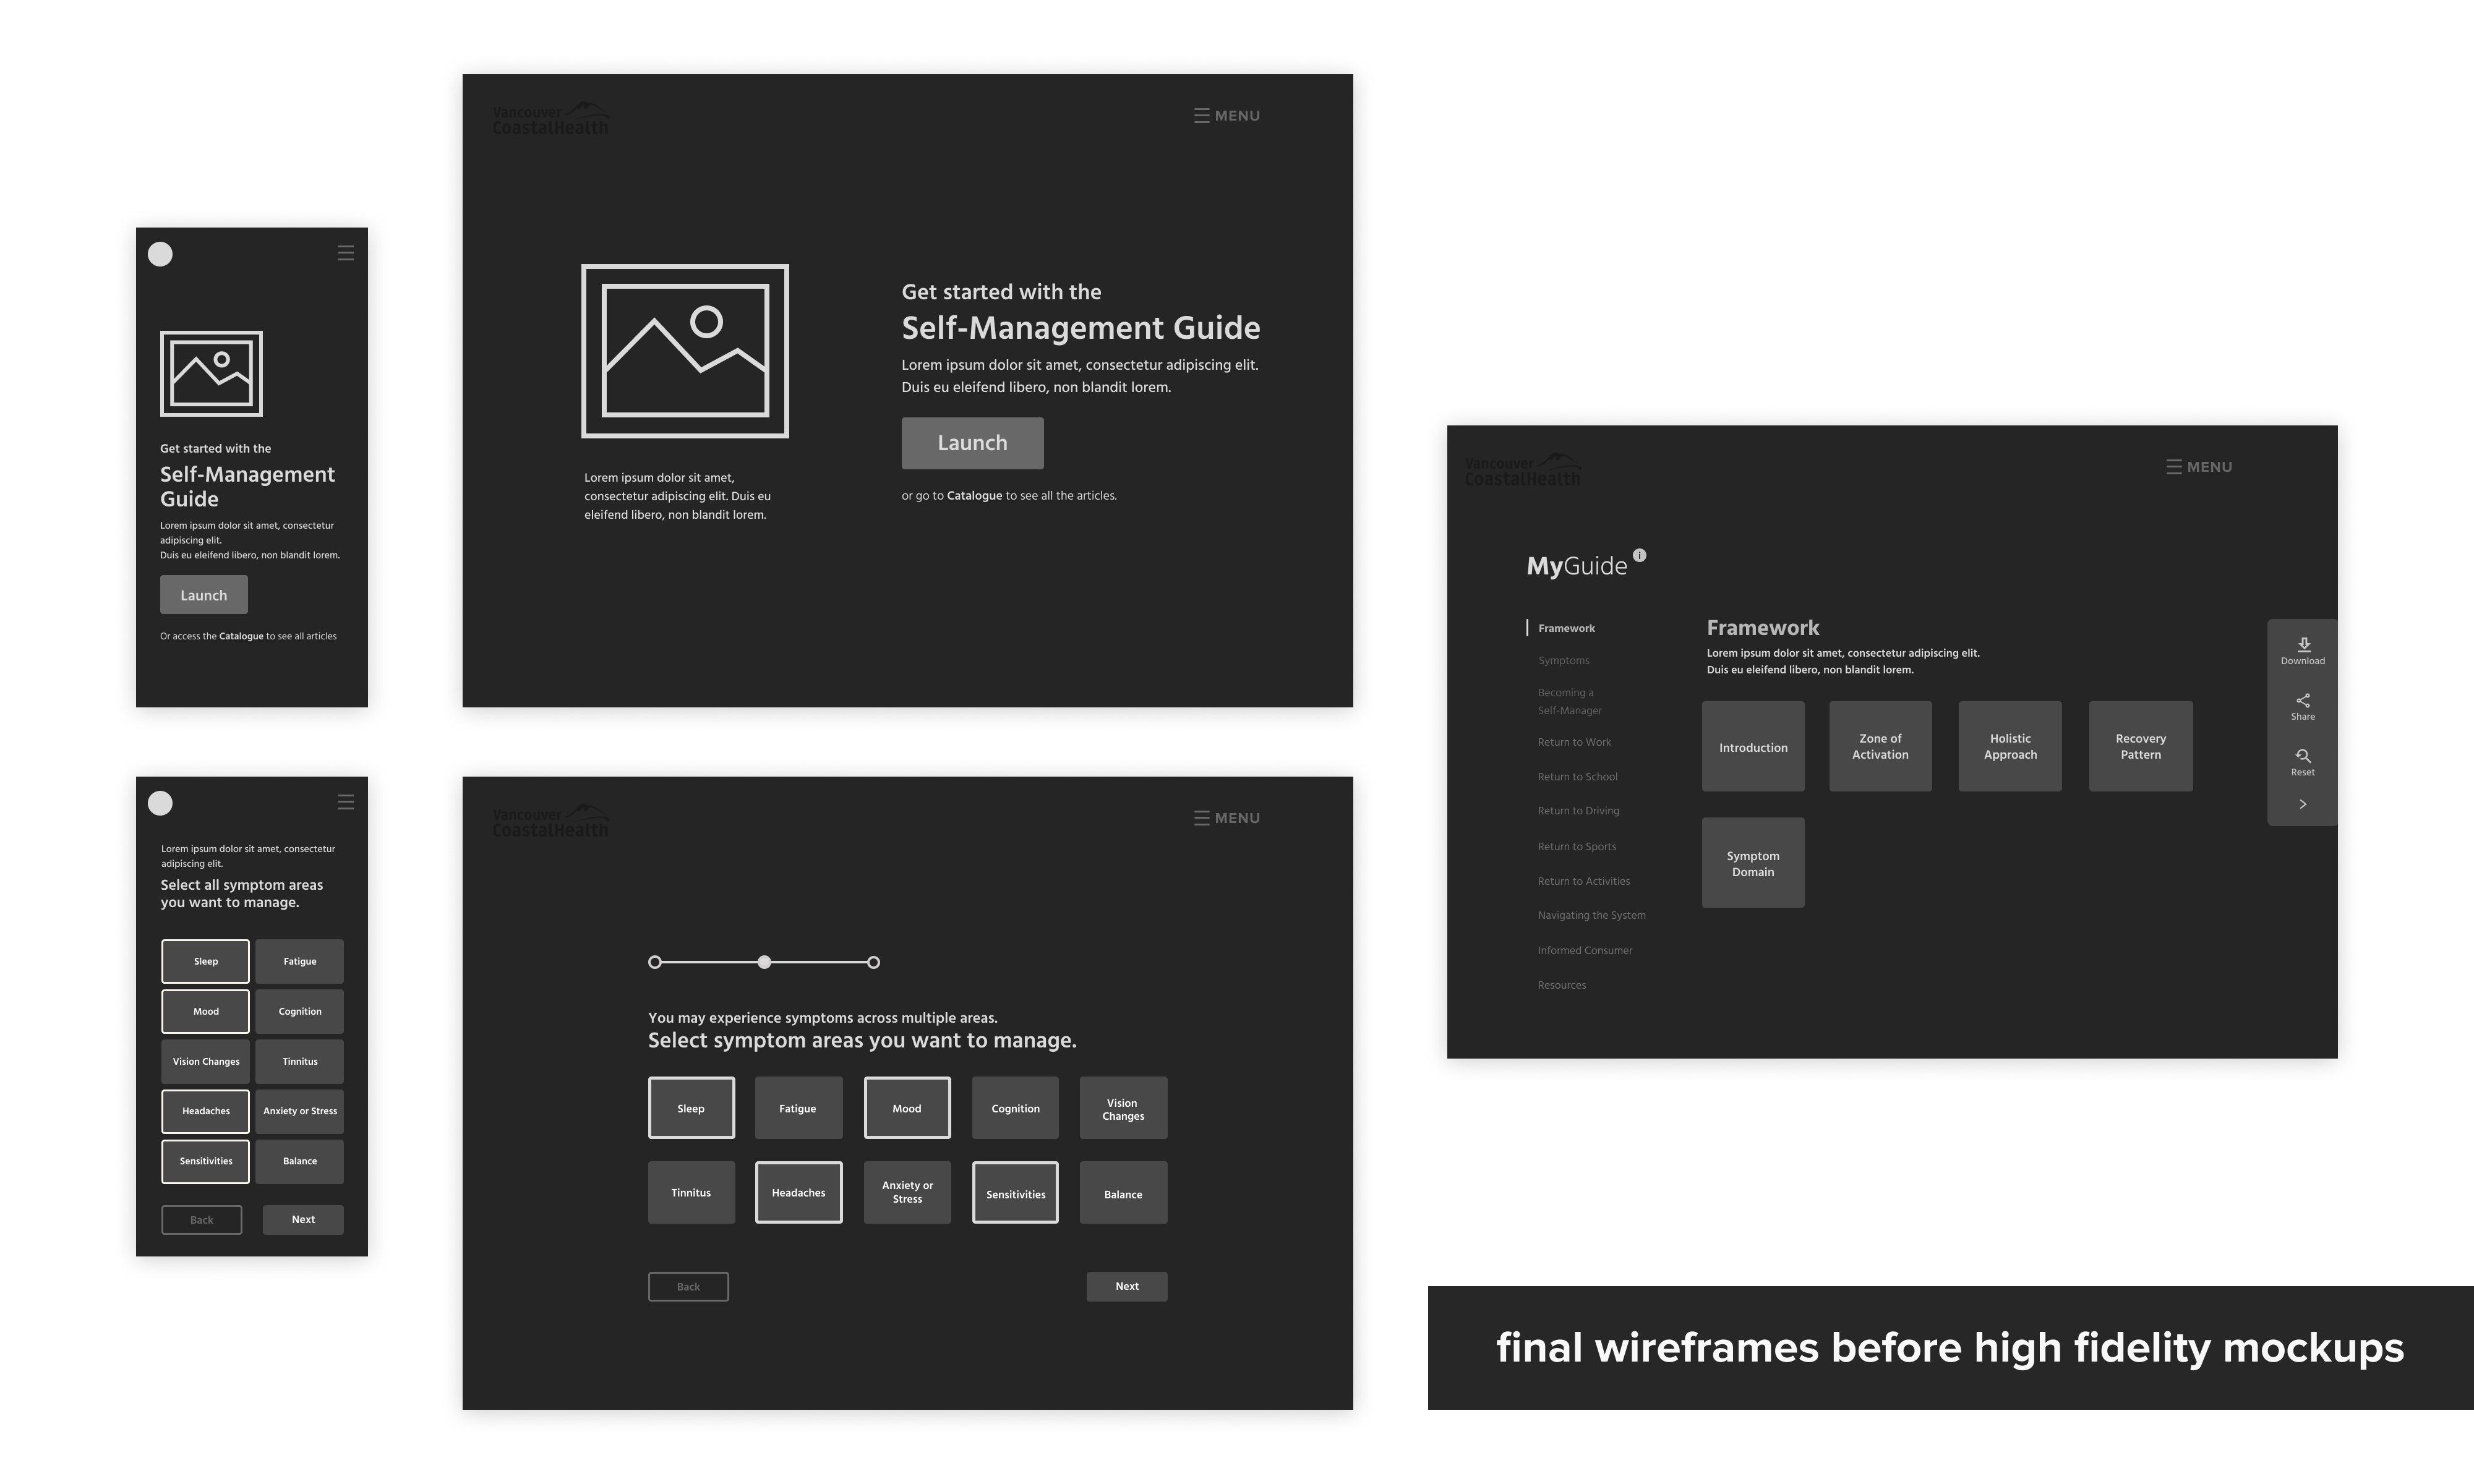 Get started with the
Self-Management
Guide
Lorem ipsum dolor sit amet, consectetur
adipiscing elit.
Duis eu eleifend libero, non blandit lorem.
Launch
Or access the Catalogue to see all articles
Vancouver
CoastalHealth
MENU
Lorem ipsum dolor sit amet,
consectetur adipiscing elit. Duis eu
eleifend libero, non blandit lorem.
Get started with the
Self-Management Guide
Lorem ipsum dolor sit amet, consectetur adipiscing elit.
Duis eu eleifend libero, non blandit lorem.
Launch
or go to Catalogue to see all the articles.
Lorem ipsum dolor sit amet, consectetur
adipiscing elit.
Select all symptom areas
you want to manage.
Sleep
Fatigue
Mood
Cognition
Vision Changes
Tinnitus
Headaches
Anxiety or Stress
Sensitivities
Balance
Back
Next
Vancouver
CoastalHealth
MENU
You may experience symptoms across multiple areas.
Select symptom areas you want to manage.
Sleep
Fatigue
Mood
Cognition
Vision
Changes
Tinnitus
Headaches
Anxiety or
Stress
Sensitivities
Balance
Back
Next
Vancouver
CoastalHealth
MENU
MyGuide i
Framework
Symptoms
Becoming a
Self-Manager
Return to Work
Return to School
Return to Driving
Return to Sports
Return to Activities
Navigating the System
Informed Consumer
Resources
Framework
Lorem ipsum dolor sit amet, consectetur adipiscing elit.
Duis eu eleifend libero, non blandit lorem.
Introduction
Zone of
Activation
Holistic
Approach
Recovery
Pattern
Symptom
Domain
Download
Share
Reset
final wireframes before high fidelity mockups